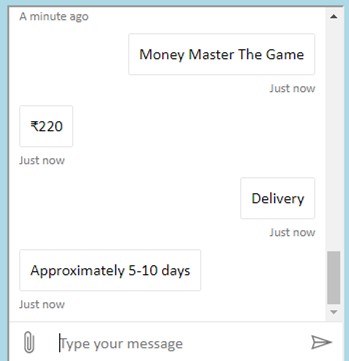 A minute ago
Money Master The Game
Just now
₹220
Just now
Delivery
Just now
Approximately 5-10 days
Just now
Type your message